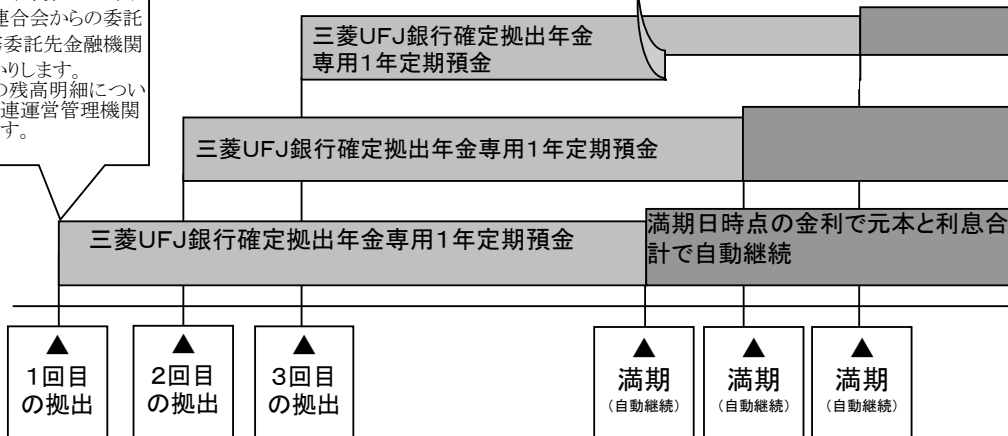 連合会からの委託
委託先金融機関
かりします。
の残高明細につい
連運営管理機関
す。
三菱UFJ銀行確定拠出年金
専用1年定期預金
三菱UFJ銀行確定拠出年金専用1年定期預金
三菱UFJ銀行確定拠出年金専用1年定期預金
満期日時点の金利で元本と利息合
計で自動継続
▲
1回目
の拠出
▲
2回目
の拠出
▲
3回目
の拠出
▲
満期
(自動継続)
▲
満期
(自動継続)
▲
満期
(自動継続)